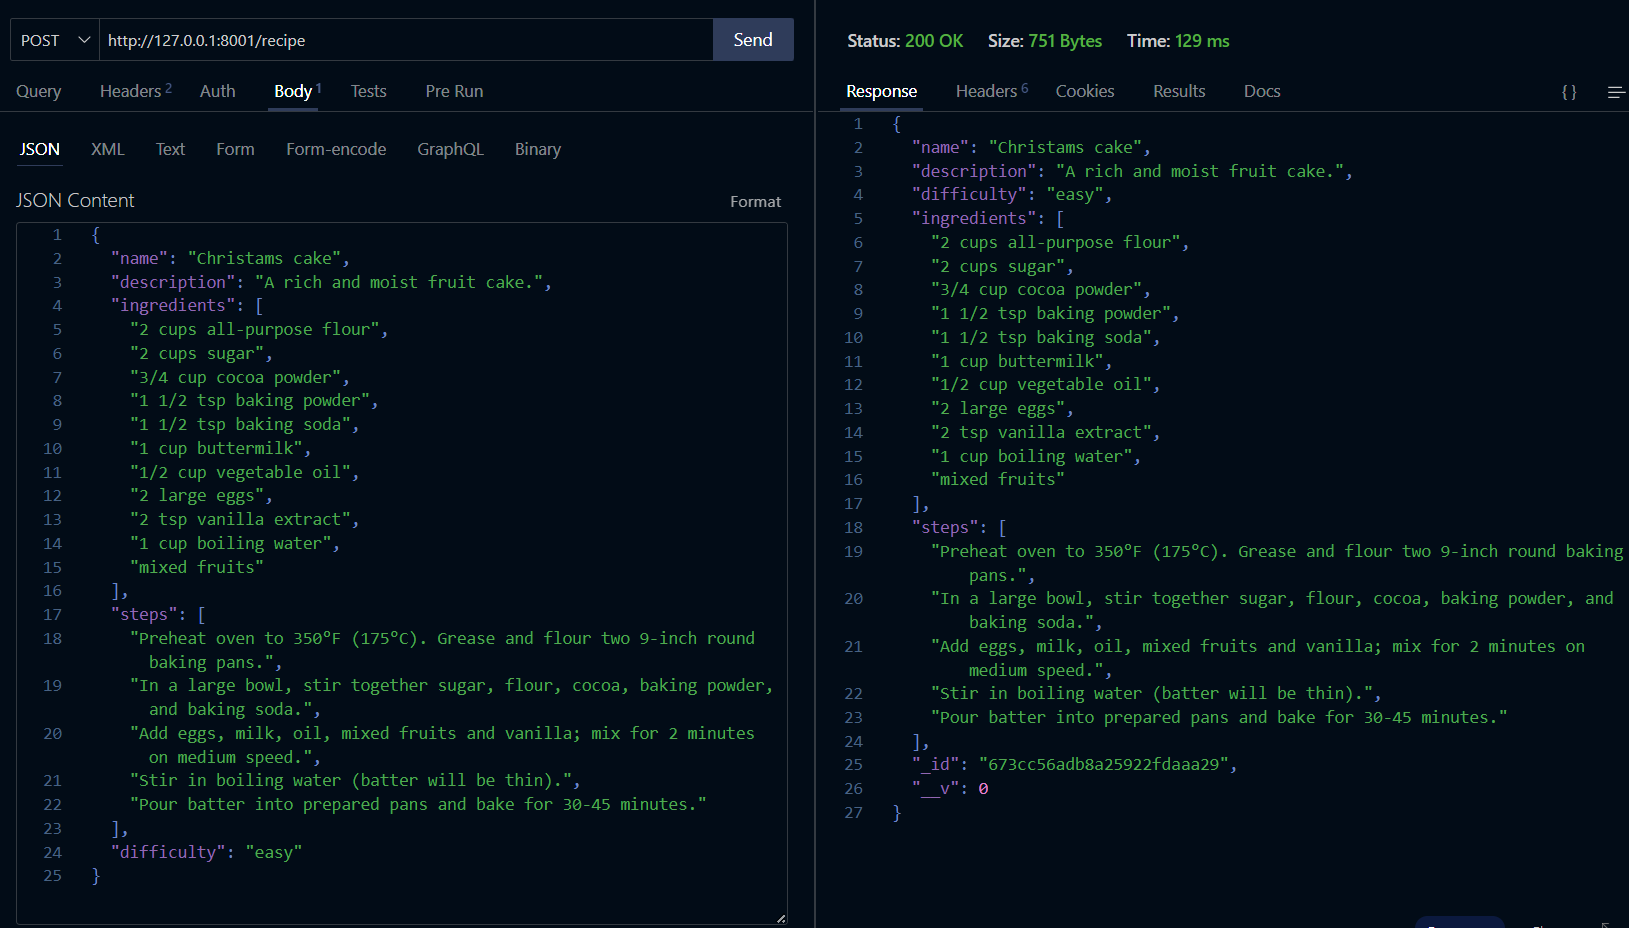 POST http://127.0.0.1:8001/recipe Send
Query Headers 2 Auth Body 1 Tests Pre Run
JSON XML Text Form Form-encode GraphQL Binary
JSON Content Format
1 {
2 "name": "Christams cake",
3 "description": "A rich and moist fruit cake.",
4 "ingredients": [
5 "2 cups all-purpose flour",
6 "2 cups sugar",
7 "3/4 cup cocoa powder",
8 "1 1/2 tsp baking powder",
9 "1 1/2 tsp baking soda",
10 "1 cup buttermilk",
11 "1/2 cup vegetable oil",
12 "2 large eggs",
13 "2 tsp vanilla extract",
14 "1 cup boiling water",
15 "mixed fruits"
16 ],
17 "steps": [
18 "Preheat oven to 350°F (175°C). Grease and flour two 9-inch round
baking pans.",
19 "In a large bowl, stir together sugar, flour, cocoa, baking powder,
and baking soda.",
20 "Add eggs, milk, oil, mixed fruits and vanilla; mix for 2 minutes
on medium speed.",
21 "Stir in boiling water (batter will be thin).",
22 "Pour batter into prepared pans and bake for 30-45 minutes."
23 ],
24 "difficulty": "easy"
25 }
Status: 200 OK Size: 751 Bytes Time: 129 ms
Response Headers 6 Cookies Results Docs {}
1 {
2 "name": "Christams cake",
3 "description": "A rich and moist fruit cake.",
4 "difficulty": "easy",
5 "ingredients": [
6 "2 cups all-purpose flour",
7 "2 cups sugar",
8 "3/4 cup cocoa powder",
9 "1 1/2 tsp baking powder",
10 "1 1/2 tsp baking soda",
11 "1 cup buttermilk",
12 "1/2 cup vegetable oil",
13 "2 large eggs",
14 "2 tsp vanilla extract",
15 "1 cup boiling water",
16 "mixed fruits"
17 ],
18 "steps": [
19 "Preheat oven to 350°F (175°C). Grease and flour two 9-inch round baking
pans.",
20 "In a large bowl, stir together sugar, flour, cocoa, baking powder, and
baking soda.",
21 "Add eggs, milk, oil, mixed fruits and vanilla; mix for 2 minutes on
medium speed.",
22 "Stir in boiling water (batter will be thin).",
23 "Pour batter into prepared pans and bake for 30-45 minutes."
24 ],
25 "_id": "673cc56adb8a25922fdaaa29",
26 "__v": 0
27 }